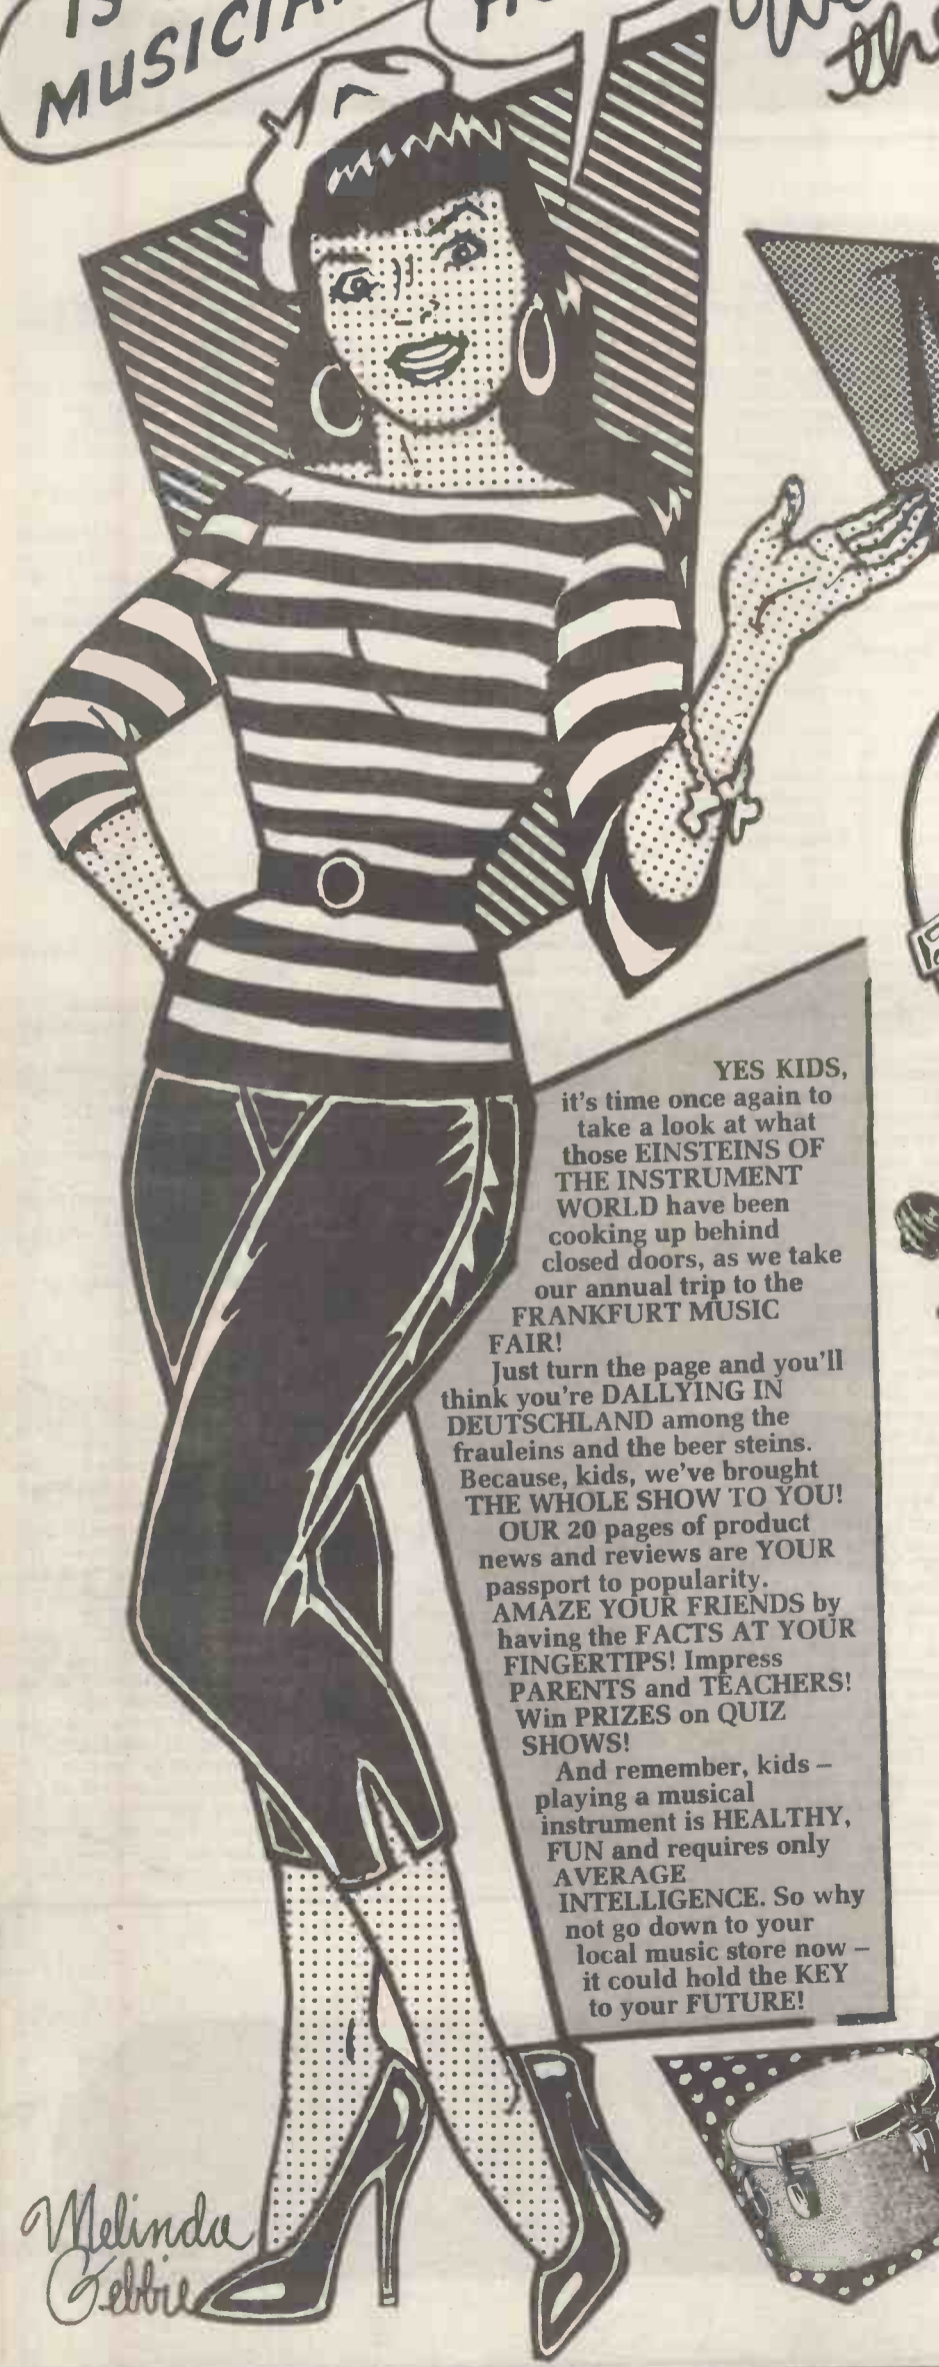 IS
MUSICIAN
the
YES KIDS,
it's time once again to
take a look at what
those EINSTEINS OF
THE INSTRUMENT
WORLD have been
cooking up behind
closed doors, as we take
our annual trip to the
FRANKFURT MUSIC
FAIR!
Just turn the page and you'll
think you're DALLYING IN
DEUTSCHLAND among the
frauleins and the beer steins.
Because, kids, we've brought
THE WHOLE SHOW TO YOU!
OUR 20 pages of product
news and reviews are YOUR
passport to popularity.
AMAZE YOUR FRIENDS by
having the FACTS AT YOUR
FINGERTIPS! Impress
PARENTS and TEACHERS!
Win PRIZES on QUIZ
SHOWS!
And remember, kids –
playing a musical
instrument is HEALTHY,
FUN and requires only
AVERAGE
INTELLIGENCE. So why
not go down to your
local music store now –
it could hold the KEY
to your FUTURE!
Melinda
Gebbie